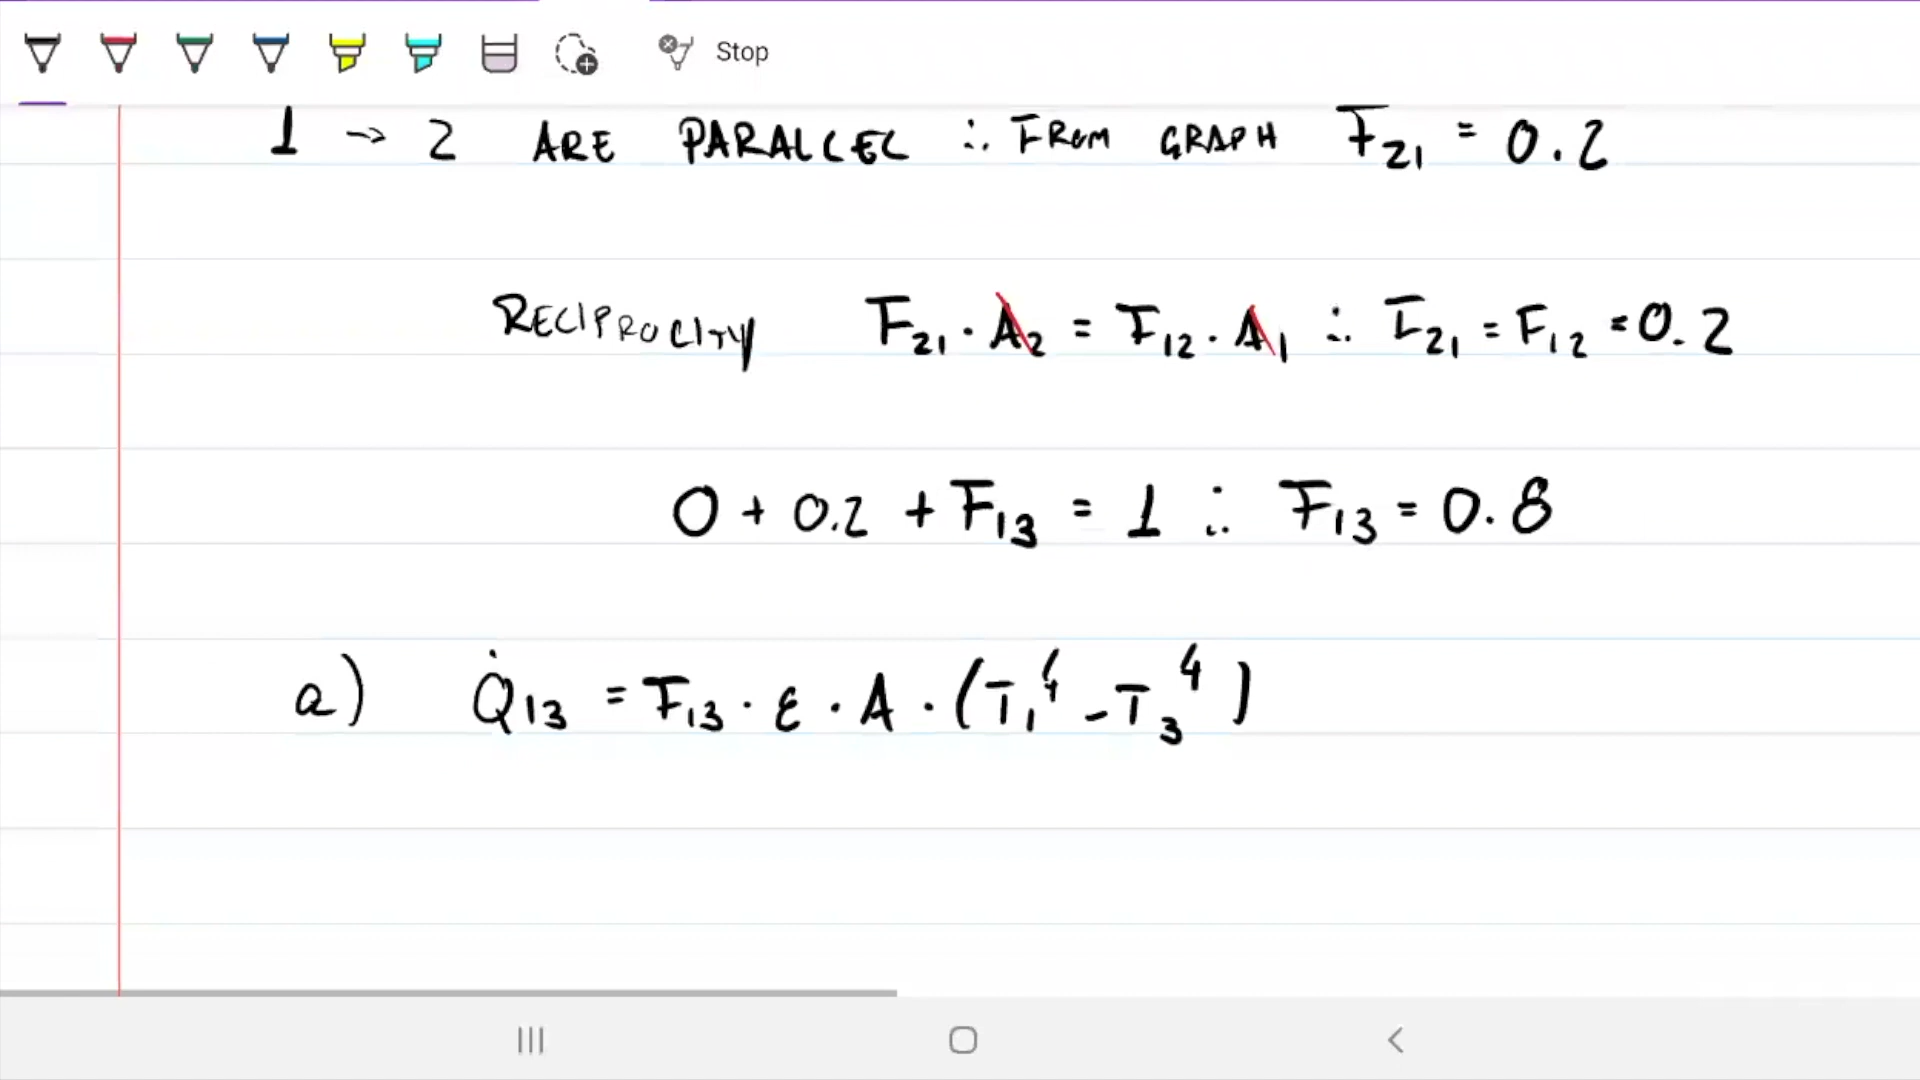 Stop
1 → 2 ARE PARALLEL ∴ FROM GRAPH F₂₁ = 0.2
RECIPROCITY F₂₁ · A₂ = F₁₂ · A₁ ∴ F₂₁ = F₁₂ = 0.2
0 + 0.2 + F₁₃ = 1 ∴ F₁₃ = 0.8
a) Q̇₁₃ = F₁₃ · ε · A · (T₁⁴ - T₃⁴)